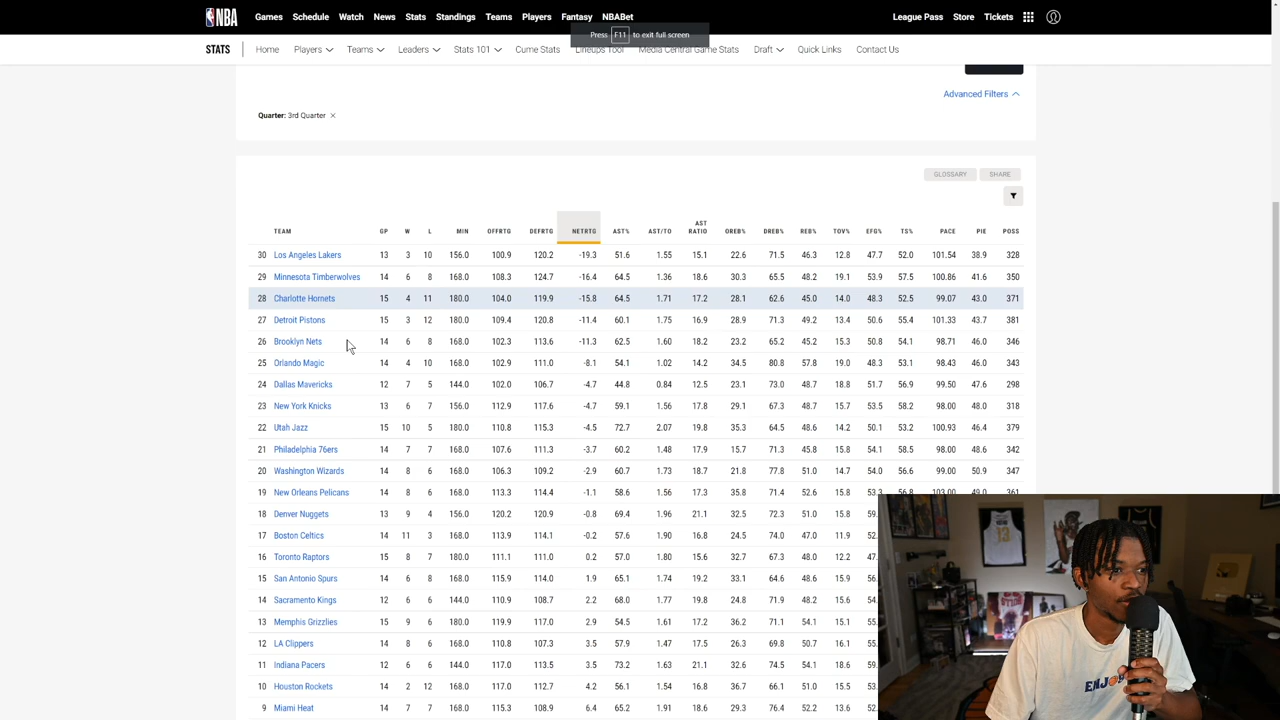 NBA Games Schedule Watch News Stats Standings Teams Players Fantasy NBABet League Pass Store Tickets
Press F11 to exit full screen
STATS Home Players Teams Leaders Stats 101 Cume Stats Lineups Tool Media Central Game Stats Draft Quick Links Contact Us
Advanced Filters
Quarter: 3rd Quarter ×
GLOSSARY SHARE
TEAM GP W L MIN OFFRTG DEFRTG NETRTG AST% AST/TO AST RATIO OREB% DREB% REB% TOV% EFG% TS% PACE PIE POSS
30 Los Angeles Lakers 13 3 10 156.0 100.9 120.2 -19.3 51.6 1.55 15.1 22.6 71.5 46.3 12.8 47.7 52.0 101.54 38.9 328
29 Minnesota Timberwolves 14 6 8 168.0 108.3 124.7 -16.4 64.5 1.36 18.6 30.3 65.5 48.2 19.1 53.9 57.5 100.86 41.6 350
28 Charlotte Hornets 15 4 11 180.0 104.0 119.9 -15.8 64.5 1.71 17.2 28.1 62.6 45.0 14.0 48.3 52.5 99.07 43.0 371
27 Detroit Pistons 15 3 12 180.0 109.4 120.8 -11.4 60.1 1.75 16.9 28.9 71.3 49.2 13.4 50.6 55.4 101.33 43.7 381
26 Brooklyn Nets 14 6 8 168.0 102.3 113.6 -11.3 62.5 1.60 18.2 23.2 65.2 45.2 15.3 50.8 54.1 98.71 46.0 346
25 Orlando Magic 14 4 10 168.0 102.9 111.0 -8.1 54.1 1.02 14.2 34.5 80.8 57.8 19.0 48.3 53.1 98.43 46.0 343
24 Dallas Mavericks 12 7 5 144.0 102.0 106.7 -4.7 44.8 0.84 12.5 23.1 73.0 48.7 18.8 51.7 56.9 99.50 47.6 298
23 New York Knicks 13 6 7 156.0 112.9 117.6 -4.7 59.1 1.56 17.8 29.1 67.3 48.7 15.7 53.5 58.2 98.00 48.0 318
22 Utah Jazz 15 10 5 180.0 110.8 115.3 -4.5 72.7 2.07 19.8 35.3 64.5 48.6 14.2 50.1 53.2 100.93 46.4 379
21 Philadelphia 76ers 14 7 7 168.0 107.6 111.3 -3.7 60.2 1.48 17.9 15.7 71.3 45.8 15.8 54.1 58.5 98.00 48.6 342
20 Washington Wizards 14 8 6 168.0 106.3 109.2 -2.9 60.7 1.73 18.7 21.8 77.8 51.0 14.7 54.0 56.6 99.00 50.9 347
19 New Orleans Pelicans 14 8 6 168.0 113.3 114.4 -1.1 58.6 1.56 17.3 35.8 71.4 52.6 15.8 53.3 56.8 103.00 49.0 361
18 Denver Nuggets 13 9 4 156.0 120.2 120.9 -0.8 69.4 1.96 21.1 32.5 72.3 51.0 15.8 59.
17 Boston Celtics 14 11 3 168.0 113.9 114.1 -0.2 57.6 1.90 16.8 24.5 74.0 47.0 11.9 52.
16 Toronto Raptors 15 8 7 180.0 111.1 111.0 0.2 57.0 1.80 15.6 32.7 67.3 48.0 12.2 47.
15 San Antonio Spurs 14 6 8 168.0 115.9 114.0 1.9 65.1 1.74 19.2 33.1 64.6 48.6 15.9 56.
14 Sacramento Kings 12 6 6 144.0 110.9 108.7 2.2 68.0 1.77 19.8 24.8 71.9 48.2 15.6 54.
13 Memphis Grizzlies 15 9 6 180.0 119.9 117.0 2.9 54.5 1.61 17.2 36.2 71.1 54.1 15.1 55.
12 LA Clippers 14 8 6 168.0 110.8 107.3 3.5 57.9 1.47 17.5 26.3 69.8 50.7 16.1 55.
11 Indiana Pacers 12 6 6 144.0 117.0 113.5 3.5 73.2 1.63 21.1 32.6 74.5 54.1 18.6 59.
10 Houston Rockets 14 2 12 168.0 117.0 112.7 4.2 56.1 1.54 16.8 36.7 66.1 51.0 15.5 53.
9 Miami Heat 14 7 7 168.0 115.3 108.9 6.4 65.2 1.91 18.6 29.3 76.4 52.2 13.6 52.
ENJOY